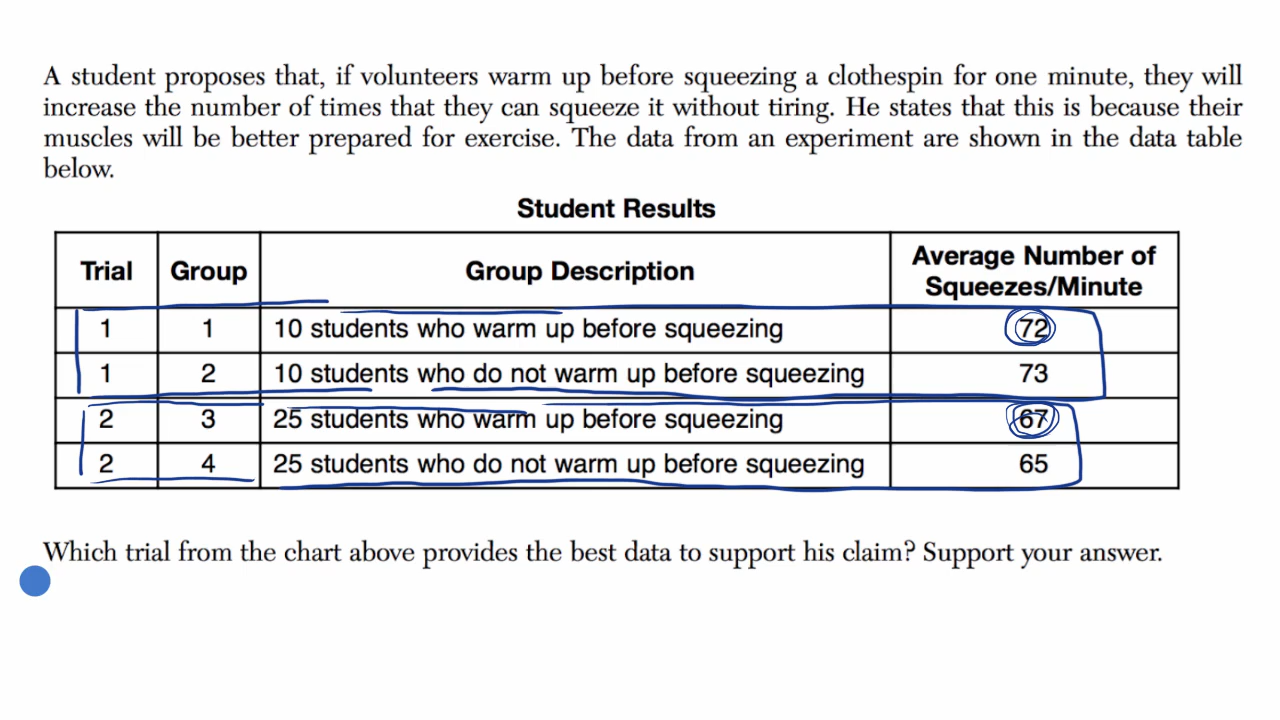 A student proposes that, if volunteers warm up before squeezing a clothespin for one minute, they will
increase the number of times that they can squeeze it without tiring. He states that this is because their
muscles will be better prepared for exercise. The data from an experiment are shown in the data table
below.
Student Results
Trial Group Group Description Average Number of Squeezes/Minute
1 1 10 students who warm up before squeezing 72
1 2 10 students who do not warm up before squeezing 73
2 3 25 students who warm up before squeezing 67
2 4 25 students who do not warm up before squeezing 65
Which trial from the chart above provides the best data to support his claim? Support your answer.